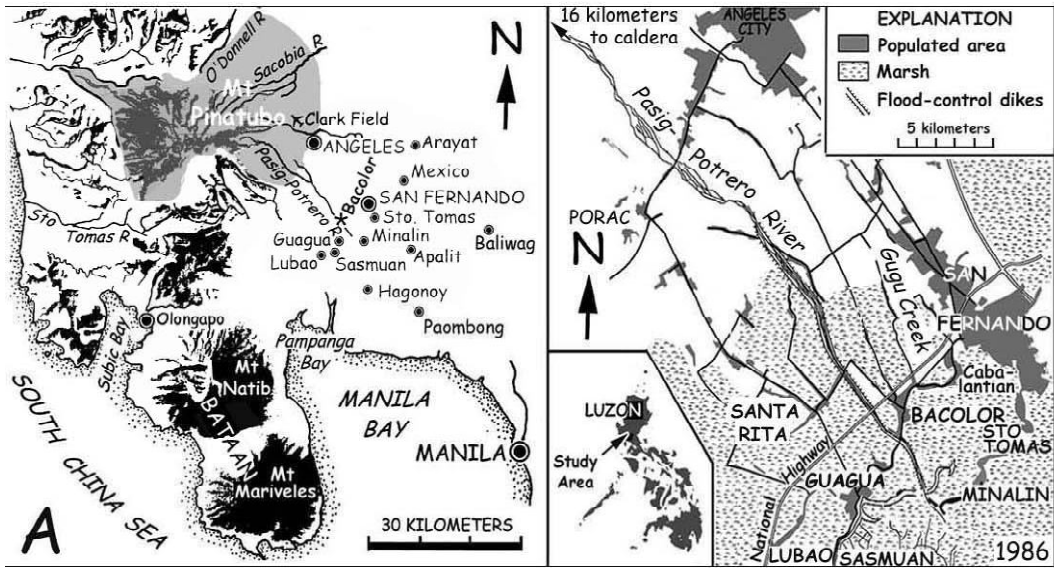 R
O'Donnell R
Sacobia R
Mt
Pinatubo
Clark Field
ANGELES
Arayat
Mexico
Pasig-Potrero R
Bacolor
SAN FERNANDO
Sto. Tomas
Guagua
Minalin
Baliwag
Lubao
Sasmuan
Apalit
Sto
Tomas R
Hagonoy
Paombong
Olongapo
Subic Bay
Pampanga
Bay
Mt
Natib
BATAAN
Mt
Mariveles
MANILA
BAY
MANILA
SOUTH CHINA SEA
30 KILOMETERS
N
A
16 kilometers
to caldera
ANGELES
CITY
EXPLANATION
Populated area
Marsh
Flood-control dikes
5 kilometers
Pasig-
Potrero
River
PORAC
N
Gugu Creek
SAN
FERNANDO
Caba-
lantian
BACOLOR
STO
TOMAS
SANTA
RITA
National Highway
GUAGUA
MINALIN
LUBAO
SASMUAN
1986
LUZON
Study
Area